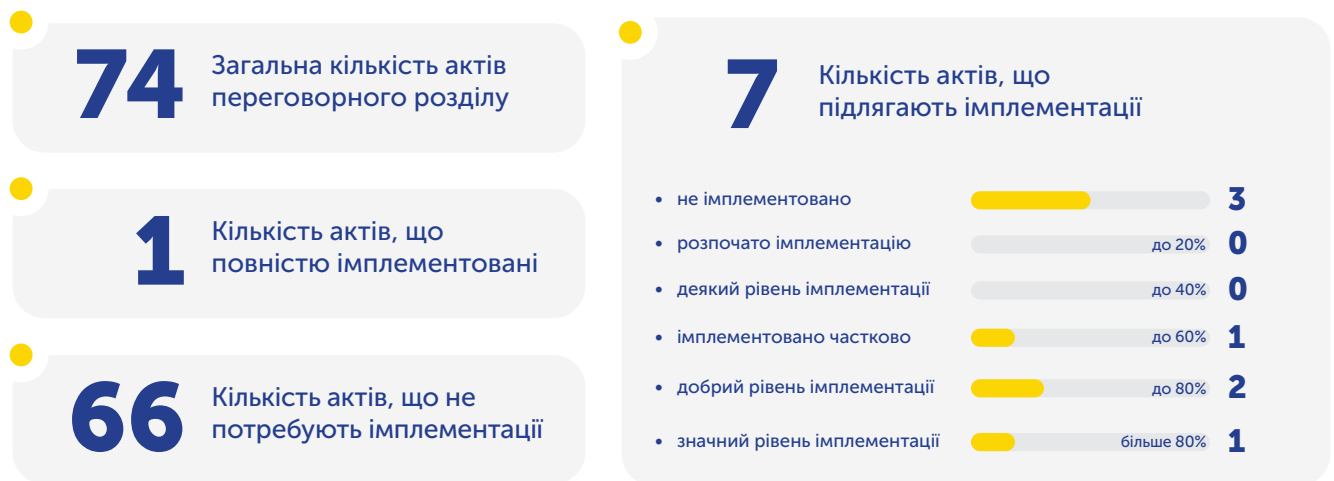 74
Загальна кількість актів
переговорного розділу
1
Кількість актів, що
повністю імплементовані
66
Кількість актів, що не
потребують імплементації
7
Кількість актів, що
підлягають імплементації
• не імплементовано 3
• розпочато імплементацію до 20% 0
• деякий рівень імплементації до 40% 0
• імплементовано частково до 60% 1
• добрий рівень імплементації до 80% 2
• значний рівень імплементації більше 80% 1